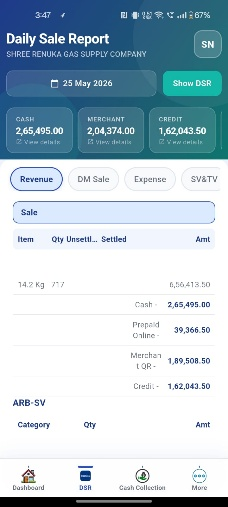 3:47
67%
Daily Sale Report
SHREE RENUKA GAS SUPPLY COMPANY
SN
25 May 2026
Show DSR
CASH
2,65,495.00
View details
MERCHANT
2,04,374.00
View details
CREDIT
1,62,043.50
View details
Revenue
DM Sale
Expense
SV&TV
Sale
Item Qty Unsettl... Settled Amt
14.2 Kg 717 6,56,413.50
Cash - 2,65,495.00
Prepaid
Online - 39,366.50
Merchan
t QR - 1,89,508.50
Credit - 1,62,043.50
ARB-SV
Category Qty Amt
Dashboard
DSR
Cash Collection
More